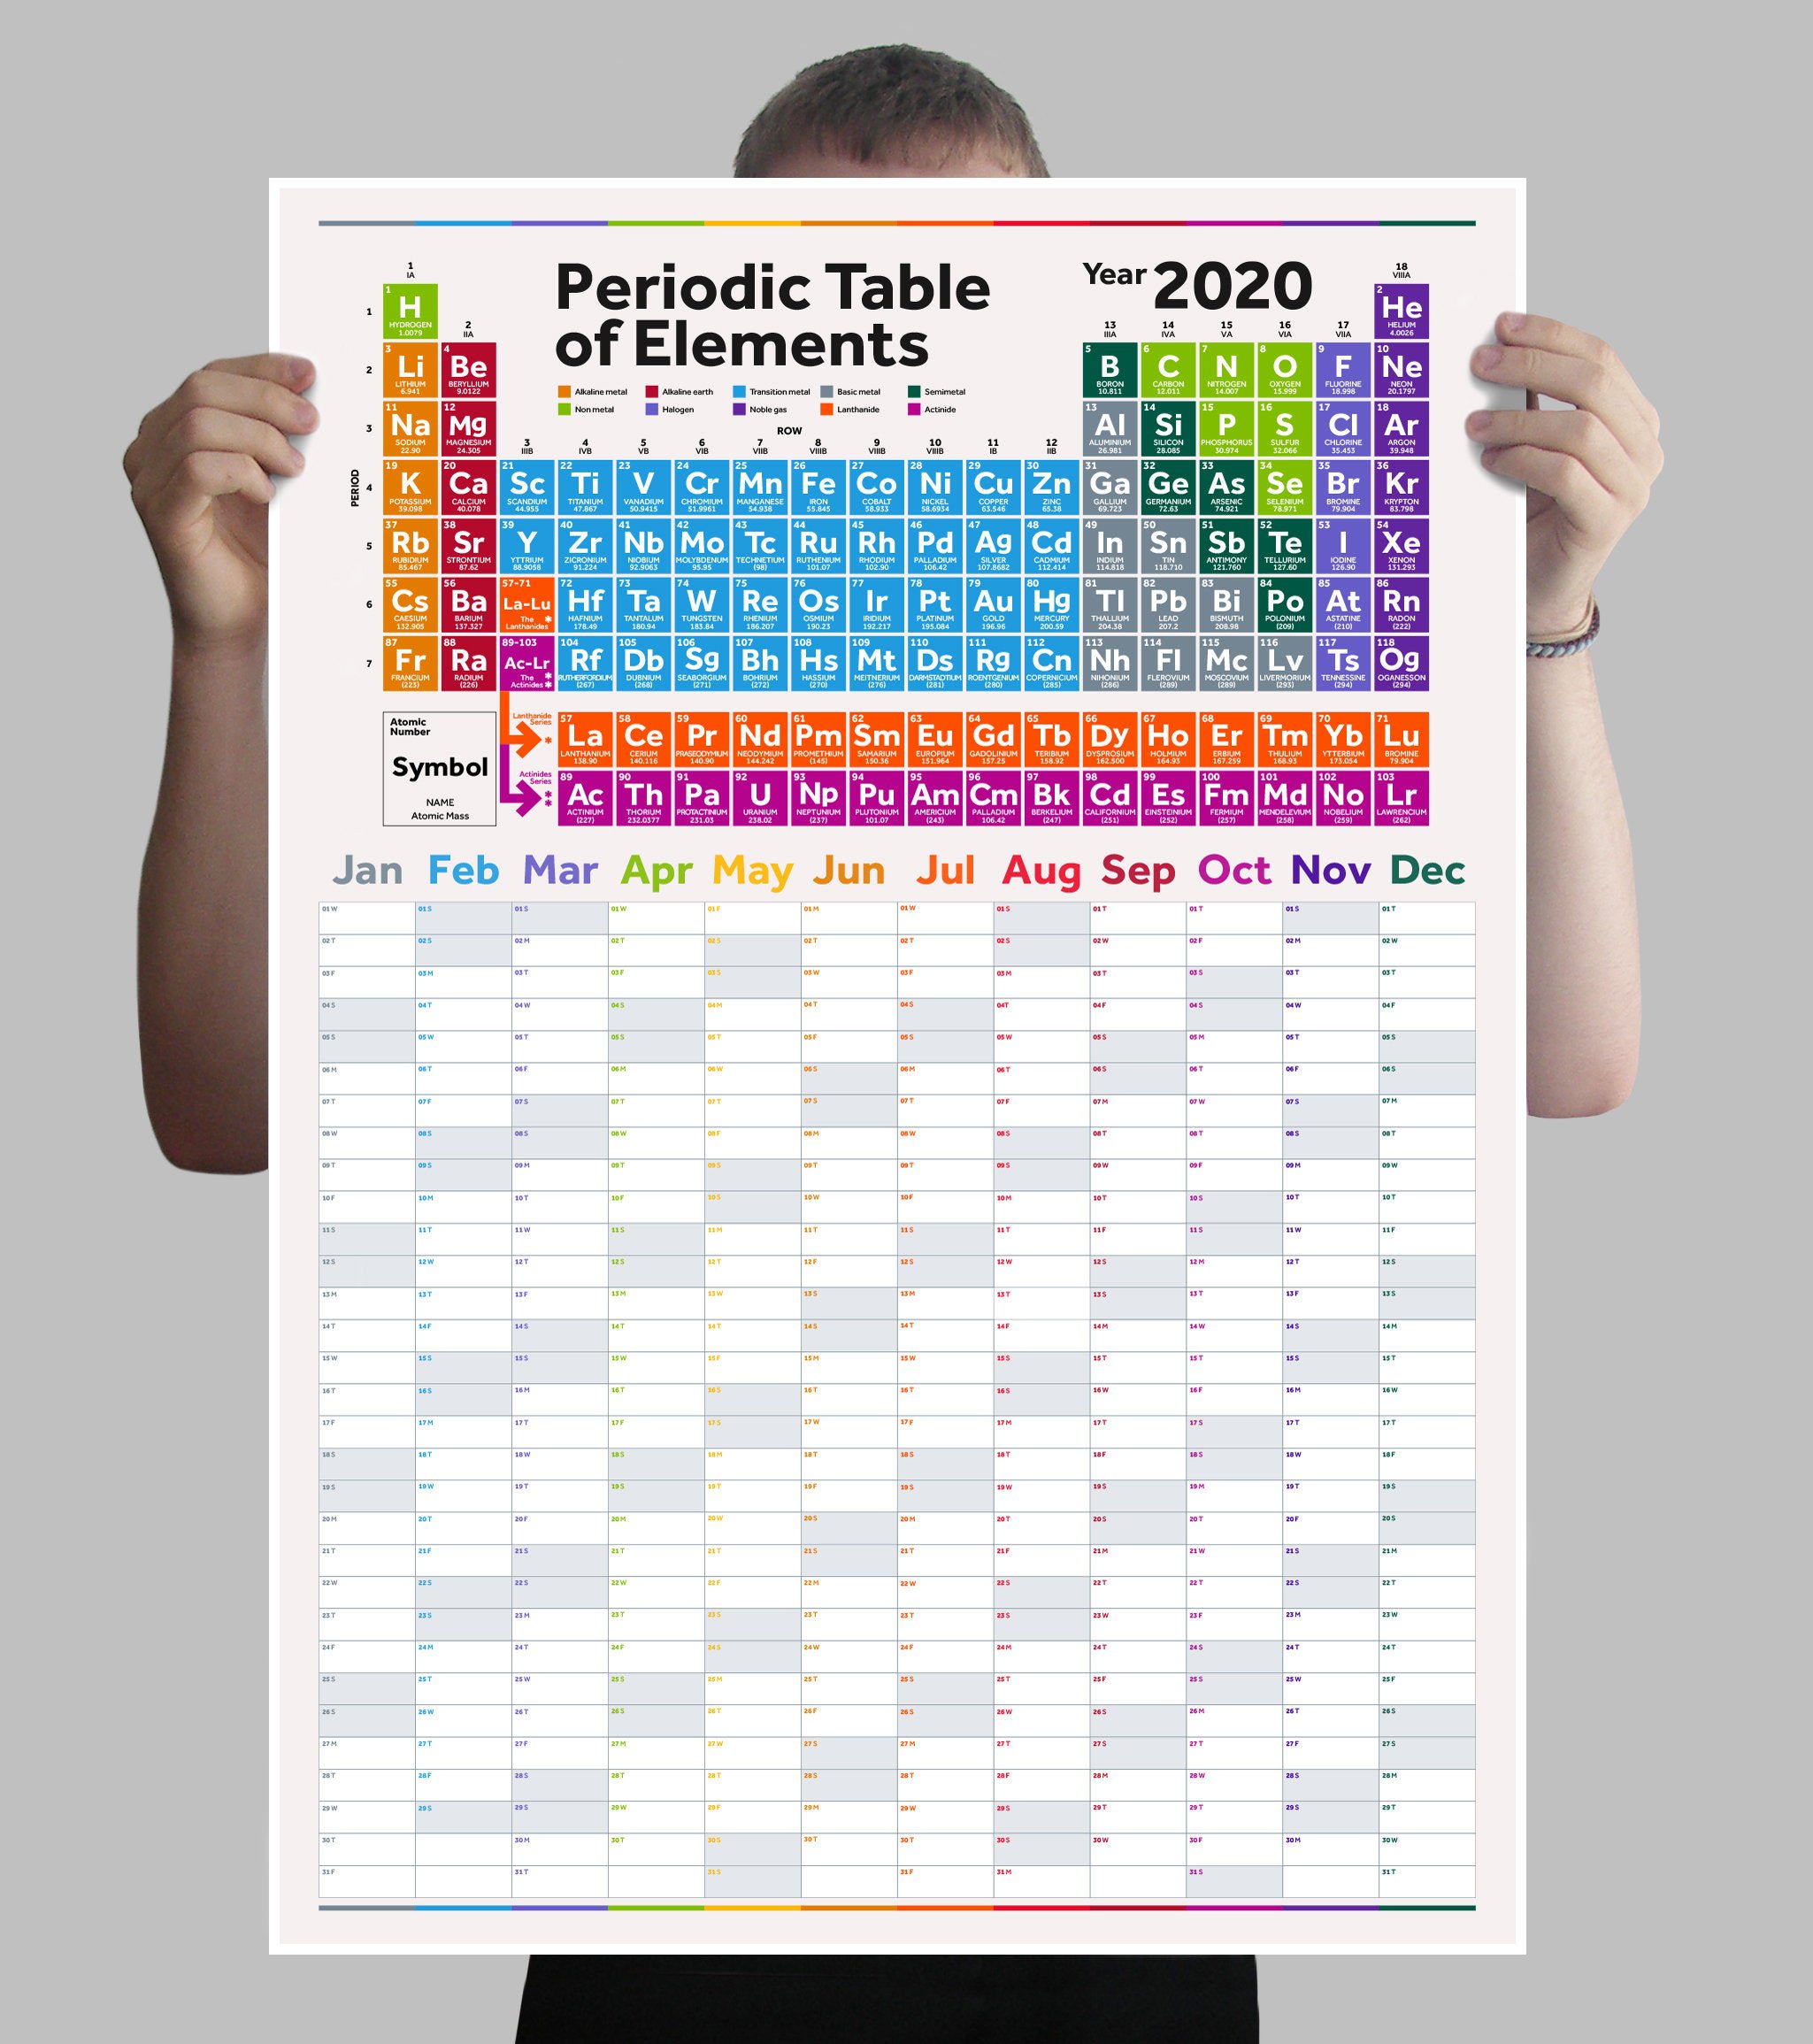 Periodic Table
of Elements
Year 2020
1
IA
18
VIIIA
2
IIA
13 14 15 16 17
IIIA IVA VA VIA VIIA
Alkaline metal Alkaline earth Transition metal Basic metal Semimetal
Non metal Halogen Noble gas Lanthanide Actinide
ROW
3 4 5 6 7 8 9 10 11 12
IIIB IVB VB VIB VIIB VIIIB VIIIB VIIIB IB IIB
PERIOD
1
1 2
H He
HYDROGEN HELIUM
1.0079 4.0026
2
3 4 5 6 7 8 9 10
Li Be B C N O F Ne
LITHIUM BERYLLIUM BORON CARBON NITROGEN OXYGEN FLUORINE NEON
6.941 9.0122 10.811 12.011 14.007 15.999 18.998 20.1797
3
11 12 13 14 15 16 17 18
Na Mg Al Si P S Cl Ar
SODIUM MAGNESIUM ALUMINIUM SILICON PHOSPHORUS SULFUR CHLORINE ARGON
22.90 24.305 26.981 28.085 30.974 32.066 35.453 39.948
4
19 20 21 22 23 24 25 26 27 28 29 30 31 32 33 34 35 36
K Ca Sc Ti V Cr Mn Fe Co Ni Cu Zn Ga Ge As Se Br Kr
POTASSIUM CALCIUM SCANDIUM TITANIUM VANADIUM CHROMIUM MANGANESE IRON COBALT NICKEL COPPER ZINC GALLIUM GERMANIUM ARSENIC SELENIUM BROMINE KRYPTON
39.098 40.078 44.955 47.867 50.9415 51.9961 54.938 55.845 58.933 58.6934 63.546 65.38 69.723 72.63 74.921 78.971 79.904 83.798
5
37 38 39 40 41 42 43 44 45 46 47 48 49 50 51 52 53 54
Rb Sr Y Zr Nb Mo Tc Ru Rh Pd Ag Cd In Sn Sb Te I Xe
RUBIDIUM STRONTIUM YTTRIUM ZICRONIUM NIOBIUM MOLYBDENUM TECHNETIUM RUTHENIUM RHODIUM PALLADIUM SILVER CADMIUM INDIUM TIN ANTIMONY TELLURIUM IODINE XENON
85.467 87.62 88.9058 91.224 92.9063 95.95 (98) 101.07 102.90 106.42 107.8682 112.414 114.818 118.710 121.760 127.60 126.90 131.293
6
55 56 57-71 72 73 74 75 76 77 78 79 80 81 82 83 84 85 86
Cs Ba La-Lu Hf Ta W Re Os Ir Pt Au Hg Tl Pb Bi Po At Rn
CAESIUM BARIUM The Lanthanides * HAFNIUM TANTALUM TUNGSTEN RHENIUM OSMIUM IRIDIUM PLATINUM GOLD MERCURY THALLIUM LEAD BISMUTH POLONIUM ASTATINE RADON
132.905 137.327 178.49 180.94 183.84 186.207 190.23 192.217 195.084 196.96 200.59 204.38 207.2 208.98 (209) (210) (222)
7
87 88 89-103 104 105 106 107 108 109 110 111 112 113 114 115 116 117 118
Fr Ra Ac-Lr Rf Db Sg Bh Hs Mt Ds Rg Cn Nh Fl Mc Lv Ts Og
FRANCIUM RADIUM The Actinides ** RUTHERFORDIUM DUBNIUM SEABORGIUM BOHRIUM HASSIUM MEITNERIUM DARMSTADTIUM ROENTGENIUM COPERNICIUM NIHONIUM FLEROVIUM MOSCOVIUM LIVERMORIUM TENNESSINE OGANESSON
(223) (226) (267) (268) (271) (272) (270) (276) (281) (280) (285) (286) (289) (289) (293) (294) (294)
Atomic
Number
Symbol
NAME
Atomic Mass
Lanthanide
Series
*
57 58 59 60 61 62 63 64 65 66 67 68 69 70 71
La Ce Pr Nd Pm Sm Eu Gd Tb Dy Ho Er Tm Yb Lu
LANTHANIUM CERIUM PRASEODYMIUM NEODYMIUM PROMETHIUM SAMARIUM EUROPIUM GADOLINIUM TERIBIUM DYSPROSIUM HOLMIUM ERBIUM THULIUM YTTERBIUM BROMINE
138.90 140.116 140.90 144.242 (145) 150.36 151.964 157.25 158.92 162.500 164.93 167.259 168.93 173.054 79.904
Actinides
Series
**
89 90 91 92 93 94 95 96 97 98 99 100 101 102 103
Ac Th Pa U Np Pu Am Cm Bk Cd Es Fm Md No Lr
ACTINIUM THORIUM PROTACTINIUM URANIUM NEPTUNIUM PLUTONIUM AMERICIUM PALLADIUM BERKELIUM CALIFORNIUM EINSTEINIUM FERMIUM MENDELEVIUM NOBELIUM LAWRENCIUM
(227) 232.0377 231.03 238.02 (237) 101.07 (243) 106.42 (247) (251) (252) (257) (258) (259) (262)
Jan Feb Mar Apr May Jun Jul Aug Sep Oct Nov Dec
01 W 01 S 01 S 01 W 01 F 01 M 01 W 01 S 01 T 01 T 01 S 01 T
02 T 02 S 02 M 02 T 02 S 02 T 02 T 02 S 02 W 02 F 02 M 02 W
03 F 03 M 03 T 03 F 03 S 03 W 03 F 03 M 03 T 03 S 03 T 03 T
04 S 04 T 04 W 04 S 04 M 04 T 04 S 04T 04 F 04 S 04 W 04 F
05 S 05 W 05 T 05 S 05 T 05 F 05 S 05 W 05 S 05 M 05 T 05 S
06 M 06 T 06 F 06 M 06 W 06 S 06 M 06 T 06 S 06 T 06 F 06 S
07 T 07 F 07 S 07 T 07 T 07 S 07 T 07 F 07 M 07 W 07 S 07 M
08 W 08 S 08 S 08 W 08 F 08 M 08 W 08 S 08 T 08 T 08 S 08 T
09 T 09 S 09 M 09 T 09 S 09 T 09 T 09 S 09 W 09 F 09 M 09 W
10 F 10 M 10 T 10 F 10 S 10 W 10 F 10 M 10 T 10 S 10 T 10 T
11 S 11 T 11 W 11 S 11 M 11 T 11 S 11 T 11 F 11 S 11 W 11 F
12 S 12 W 12 T 12 S 12 T 12 F 12 S 12 W 12 S 12 M 12 T 12 S
13 M 13 T 13 F 13 M 13 W 13 S 13 M 13 T 13 S 13 T 13 F 13 S
14 T 14 F 14 S 14 T 14 T 14 S 14 T 14 F 14 M 14 W 14 S 14 M
15 W 15 S 15 S 15 W 15 F 15 M 15 W 15 S 15 T 15 T 15 S 15 T
16 T 16 S 16 M 16 T 16 S 16 T 16 T 16 S 16 W 16 F 16 M 16 W
17 F 17 M 17 T 17 F 17 S 17 W 17 F 17 M 17 T 17 S 17 T 17 T
18 S 18 T 18 W 18 S 18 M 18 T 18 S 18 T 18 F 18 S 18 W 18 F
19 S 19 W 19 T 19 S 19 T 19 F 19 S 19 W 19 S 19 M 19 T 19 S
20 M 20 T 20 F 20 M 20 W 20 S 20 M 20 T 20 S 20 T 20 F 20 S
21 T 21 F 21 S 21 T 21 T 21 S 21 T 21 F 21 M 21 W 21 S 21 M
22 W 22 S 22 S 22 W 22 F 22 M 22 W 22 S 22 T 22 T 22 S 22 T
23 T 23 S 23 M 23 T 23 S 23 T 23 T 23 S 23 W 23 F 23 M 23 W
24 F 24 M 24 T 24 F 24 S 24 W 24 F 24 M 24 T 24 S 24 T 24 T
25 S 25 T 25 W 25 S 25 M 25 T 25 S 25 T 25 F 25 S 25 W 25 F
26 S 26 W 26 T 26 S 26 T 26 F 26 S 26 W 26 S 26 M 26 T 26 S
27 M 27 T 27 F 27 M 27 W 27 S 27 M 27 T 27 S 27 T 27 F 27 S
28 T 28 F 28 S 28 T 28 T 28 S 28 T 28 F 28 M 28 W 28 S 28 M
29 W 29 S 29 S 29 W 29 F 29 M 29 W 29 S 29 T 29 T 29 S 29 T
30 T 30 M 30 T 30 S 30 T 30 T 30 S 30 W 30 F 30 M 30 W
31 F 31 T 31 S 31 F 31 M 31 S 31 T